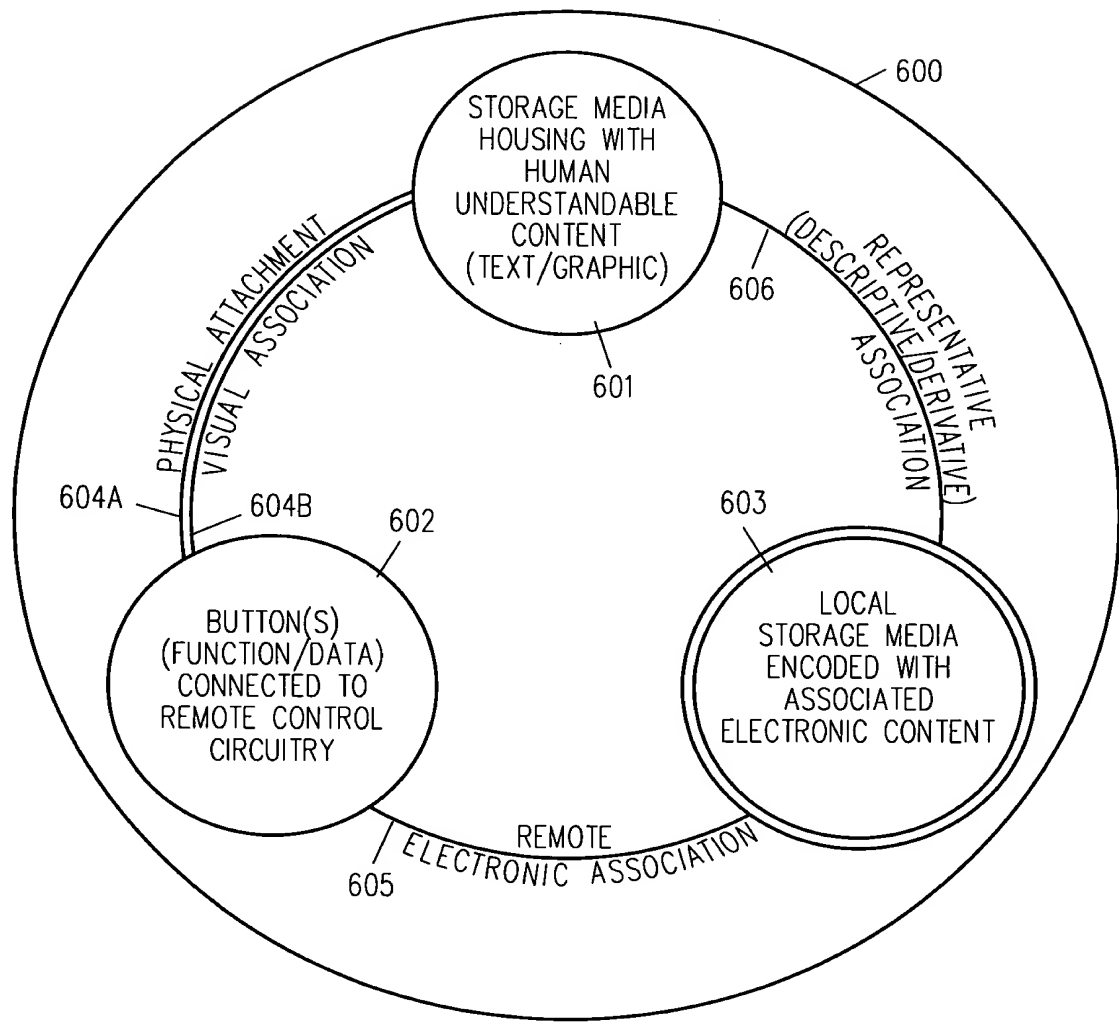 600
STORAGE MEDIA
HOUSING WITH
HUMAN
UNDERSTANDABLE
CONTENT
(TEXT/GRAPHIC)
601
606
PHYSICAL ATTACHMENT
VISUAL ASSOCIATION
REPRESENTATIVE
(DESCRIPTIVE/DERIVATIVE)
ASSOCIATION
604A
604B
602
603
BUTTON(S)
(FUNCTION/DATA)
CONNECTED TO
REMOTE CONTROL
CIRCUITRY
LOCAL
STORAGE MEDIA
ENCODED WITH
ASSOCIATED
ELECTRONIC CONTENT
REMOTE
ELECTRONIC ASSOCIATION
605